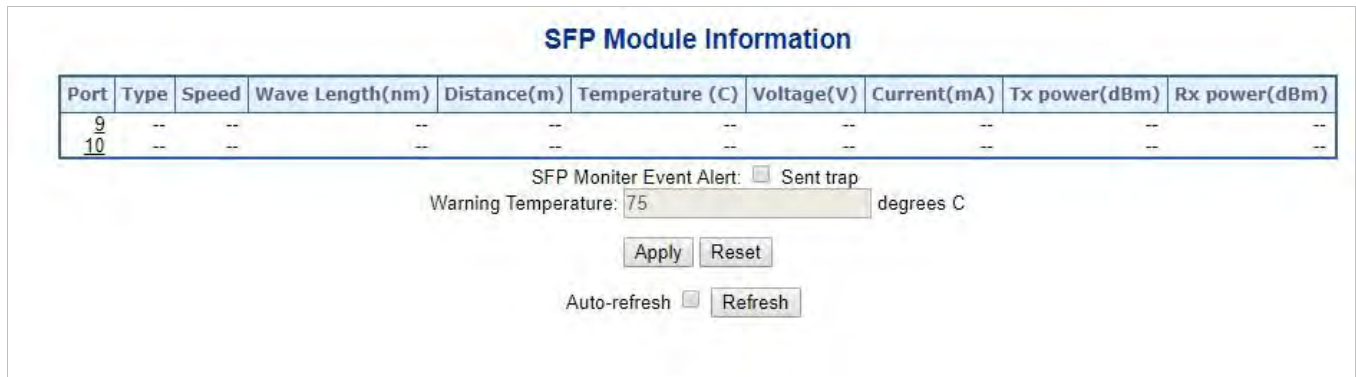 SFP Module Information
Port Type Speed Wave Length(nm) Distance(m) Temperature (C) Voltage(V) Current(mA) Tx power(dBm) Rx power(dBm)
9 -- -- -- -- -- -- -- -- --
10 -- -- -- -- -- -- -- -- --
SFP Moniter Event Alert: Sent trap
Warning Temperature: 75 degrees C
Apply Reset
Auto-refresh Refresh